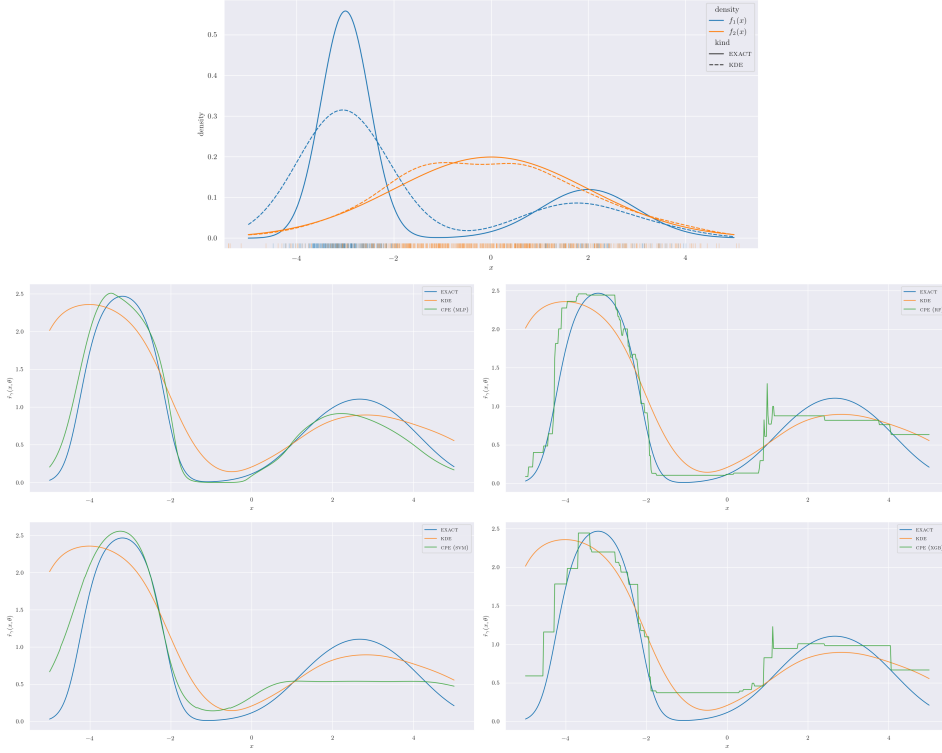 density
f₁(x)
f₂(x)
kind
EXACT
KDE
0.5
0.4
0.3
0.2
0.1
0.0
density
−4 −2 0 2 4
x
2.5
2.0
1.5
1.0
0.5
0.0
−4 −2 0 2 4
x
EXACT
KDE
CPE (MLP)
2.5
2.0
1.5
1.0
0.5
0.0
−4 −2 0 2 4
x
EXACT
KDE
CPE (RF
2.5
2.0
1.5
1.0
0.5
0.0
−4 −2 0 2 4
x
EXACT
KDE
CPE (SVM)
2.5
2.0
1.5
1.0
0.5
0.0
−4 −2 0 2 4
x
EXACT
KDE
CPE (XGB